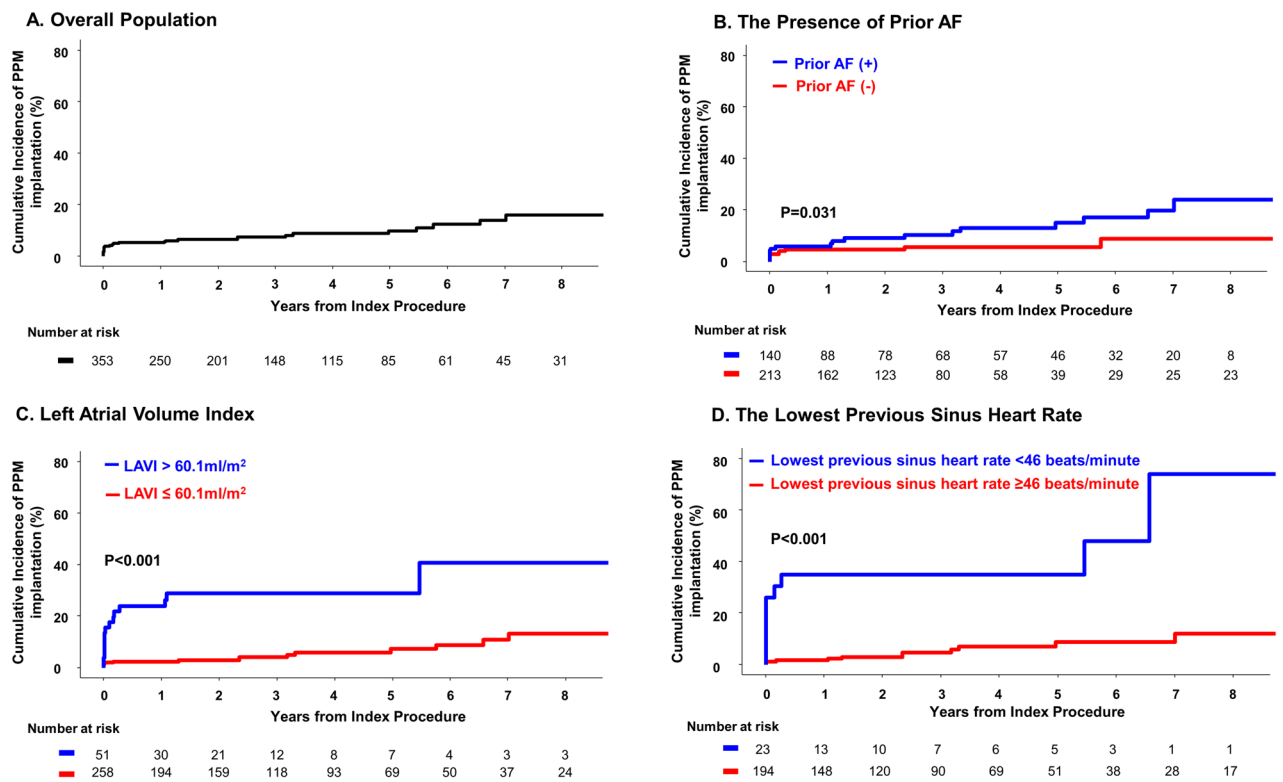 A. Overall Population
Cumulative Incidence of PPM
implantation (%)
80
60
40
20
0
0 1 2 3 4 5 6 7 8
Years from Index Procedure
Number at risk
353 250 201 148 115 85 61 45 31
B. The Presence of Prior AF
Cumulative Incidence of PPM
implantation (%)
80
60
40
20
0
Prior AF (+)
Prior AF (-)
P=0.031
0 1 2 3 4 5 6 7 8
Years from Index Procedure
Number at risk
140 88 78 68 57 46 32 20 8
213 162 123 80 58 39 29 25 23
C. Left Atrial Volume Index
Cumulative Incidence of PPM
implantation (%)
80
60
40
20
0
LAVI > 60.1ml/m²
LAVI ≤ 60.1ml/m²
P<0.001
0 1 2 3 4 5 6 7 8
Years from Index Procedure
Number at risk
51 30 21 12 8 7 4 3 3
258 194 159 118 93 69 50 37 24
D. The Lowest Previous Sinus Heart Rate
Cumulative Incidence of PPM
implantation (%)
80
60
40
20
0
Lowest previous sinus heart rate <46 beats/minute
Lowest previous sinus heart rate ≥46 beats/minute
P<0.001
0 1 2 3 4 5 6 7 8
Years from Index Procedure
Number at risk
23 13 10 7 6 5 3 1 1
194 148 120 90 69 51 38 28 17